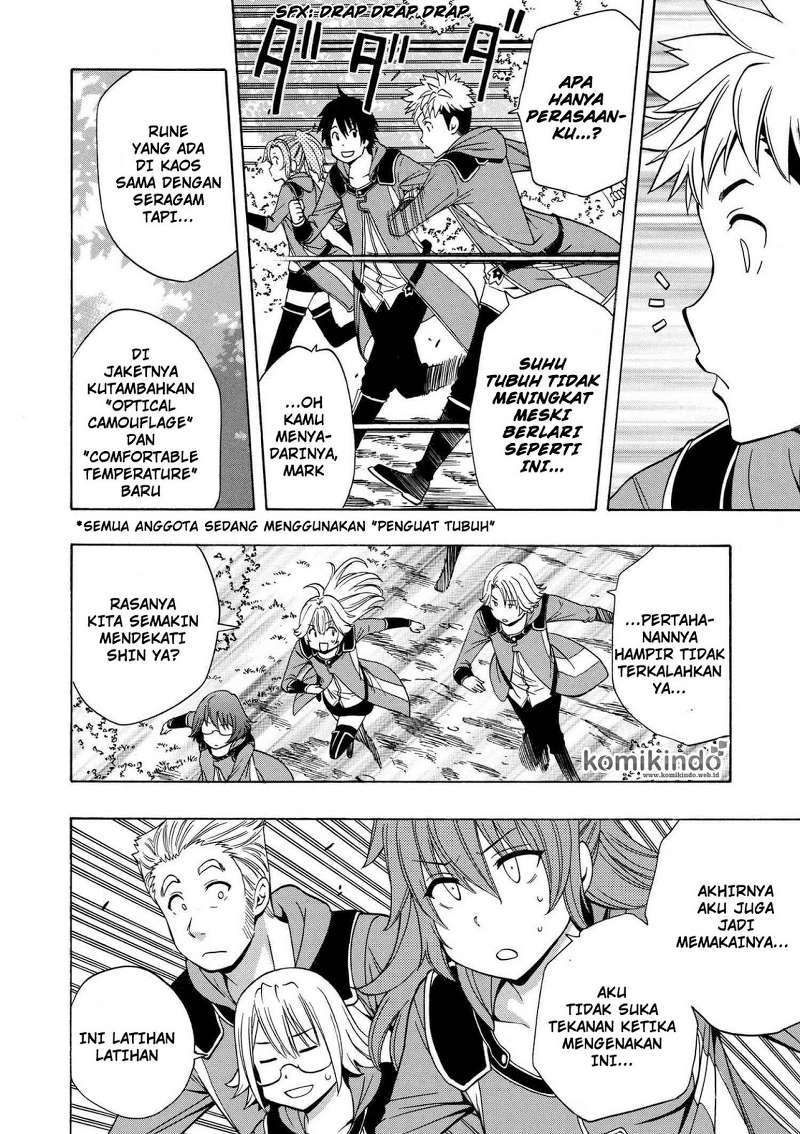 SFX: DRAP DRAP DRAP
ダダダ
APA
HANYA
PERASAAN-
KU...?
SUHU
TUBUH TIDAK
MENINGKAT
MESKI
BERLARI
SEPERTI
INI...
...OH
KAMU
MENYA-
DARINYA,
MARK
RUNE
YANG ADA
DI KAOS
SAMA DENGAN
SERAGAM
TAPI...
DI
JAKETNYA
KUTAMBAHKAN
"OPTICAL
CAMOUFLAGE"
DAN
"COMFORTABLE
TEMPERATURE"
BARU
*SEMUA ANGGOTA SEDANG MENGGUNAKAN "PENGUAT TUBUH"
...PERTAHA-
NANNYA
HAMPIR TIDAK
TERKALAHKAN
YA...
RASANYA
KITA SEMAKIN
MENDEKATI
SHIN YA?
komikindo
www.komikindo.web.id
AKHIRNYA
AKU JUGA
JADI
MEMAKAINYA...
AKU
TIDAK SUKA
TEKANAN KETIKA
MENGENAKAN
INI...
INI LATIHAN
LATIHAN